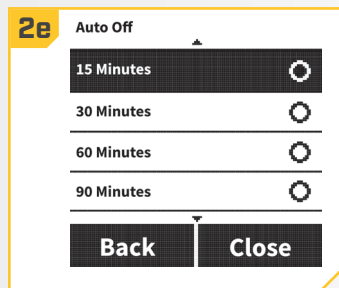 2e
Auto Off
15 Minutes
30 Minutes
60 Minutes
90 Minutes
Back Close